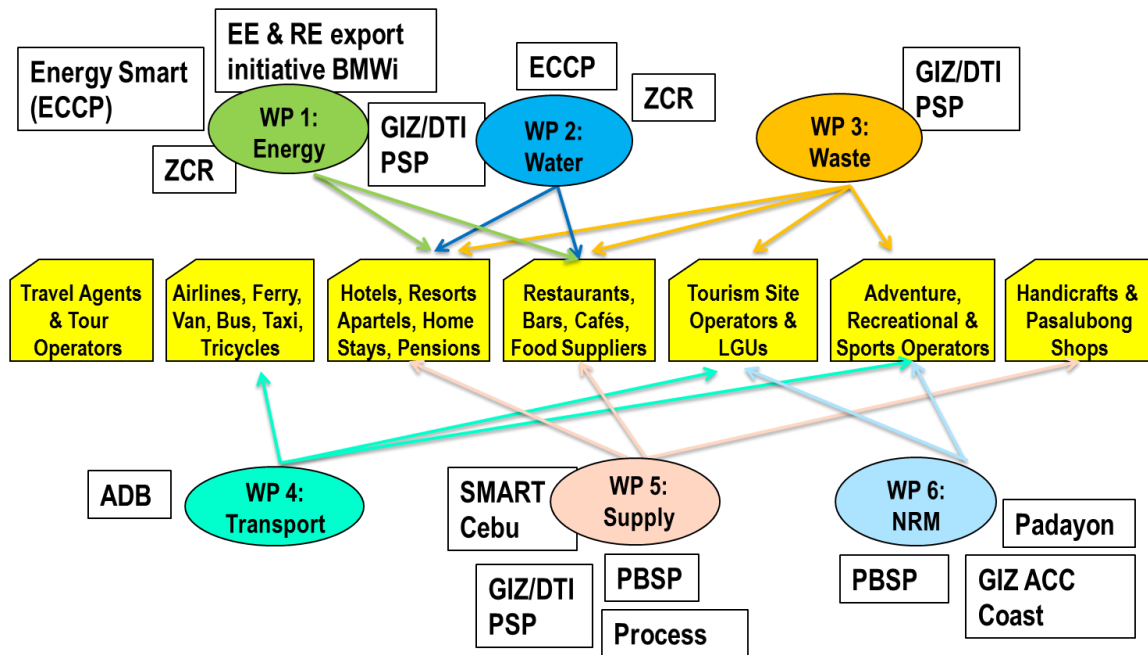 EE & RE export
initiative BMWi
Energy Smart
(ECCP)
ECCP
ZCR
GIZ/DTI
PSP
WP 1:
Energy
GIZ/DTI
PSP
WP 2:
Water
WP 3:
Waste
ZCR
Travel Agents
& Tour
Operators
Airlines, Ferry,
Van, Bus, Taxi,
Tricycles
Hotels, Resorts
Apartels, Home
Stays, Pensions
Restaurants,
Bars, Cafés,
Food Suppliers
Tourism Site
Operators &
LGUs
Adventure,
Recreational &
Sports Operators
Handicrafts &
Pasalubong
Shops
ADB
WP 4:
Transport
SMART
Cebu
WP 5:
Supply
WP 6:
NRM
Padayon
GIZ/DTI
PSP
PBSP
Process
PBSP
GIZ ACC
Coast